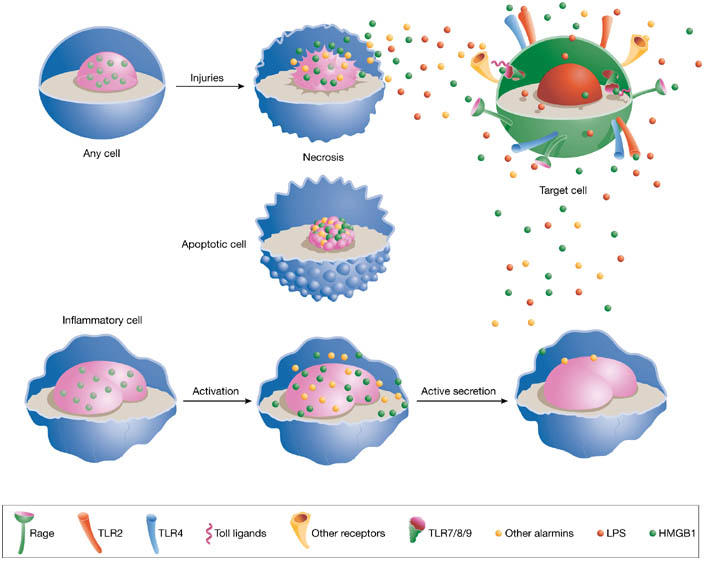 Injuries
Any cell
Necrosis
Target cell
Apoptotic cell
Inflammatory cell
Activation
Active secretion
Rage
TLR2
TLR4
Toll ligands
Other receptors
TLR7/8/9
Other alarmins
LPS
HMGB1